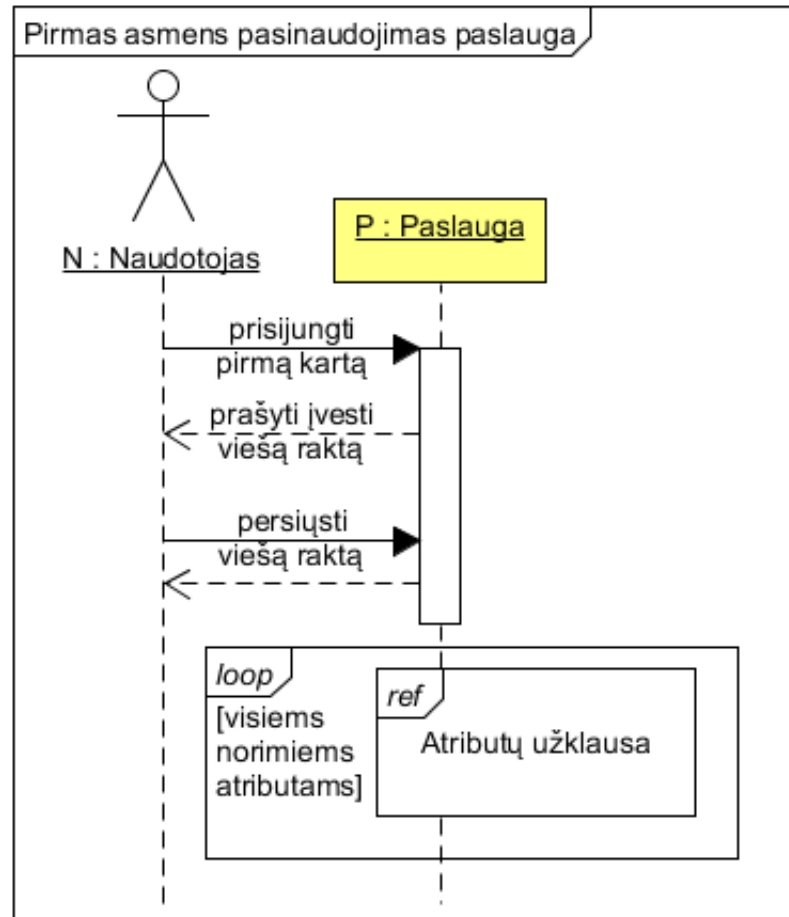 Pirmas asmens pasinaudojimas paslauga
N : Naudotojas
P : Paslauga
prisijungti
pirmą kartą
prašyti įvesti
viešą raktą
persiųsti
viešą raktą
loop
[visiems
norimiems
atributams]
ref
Atributų užklausa